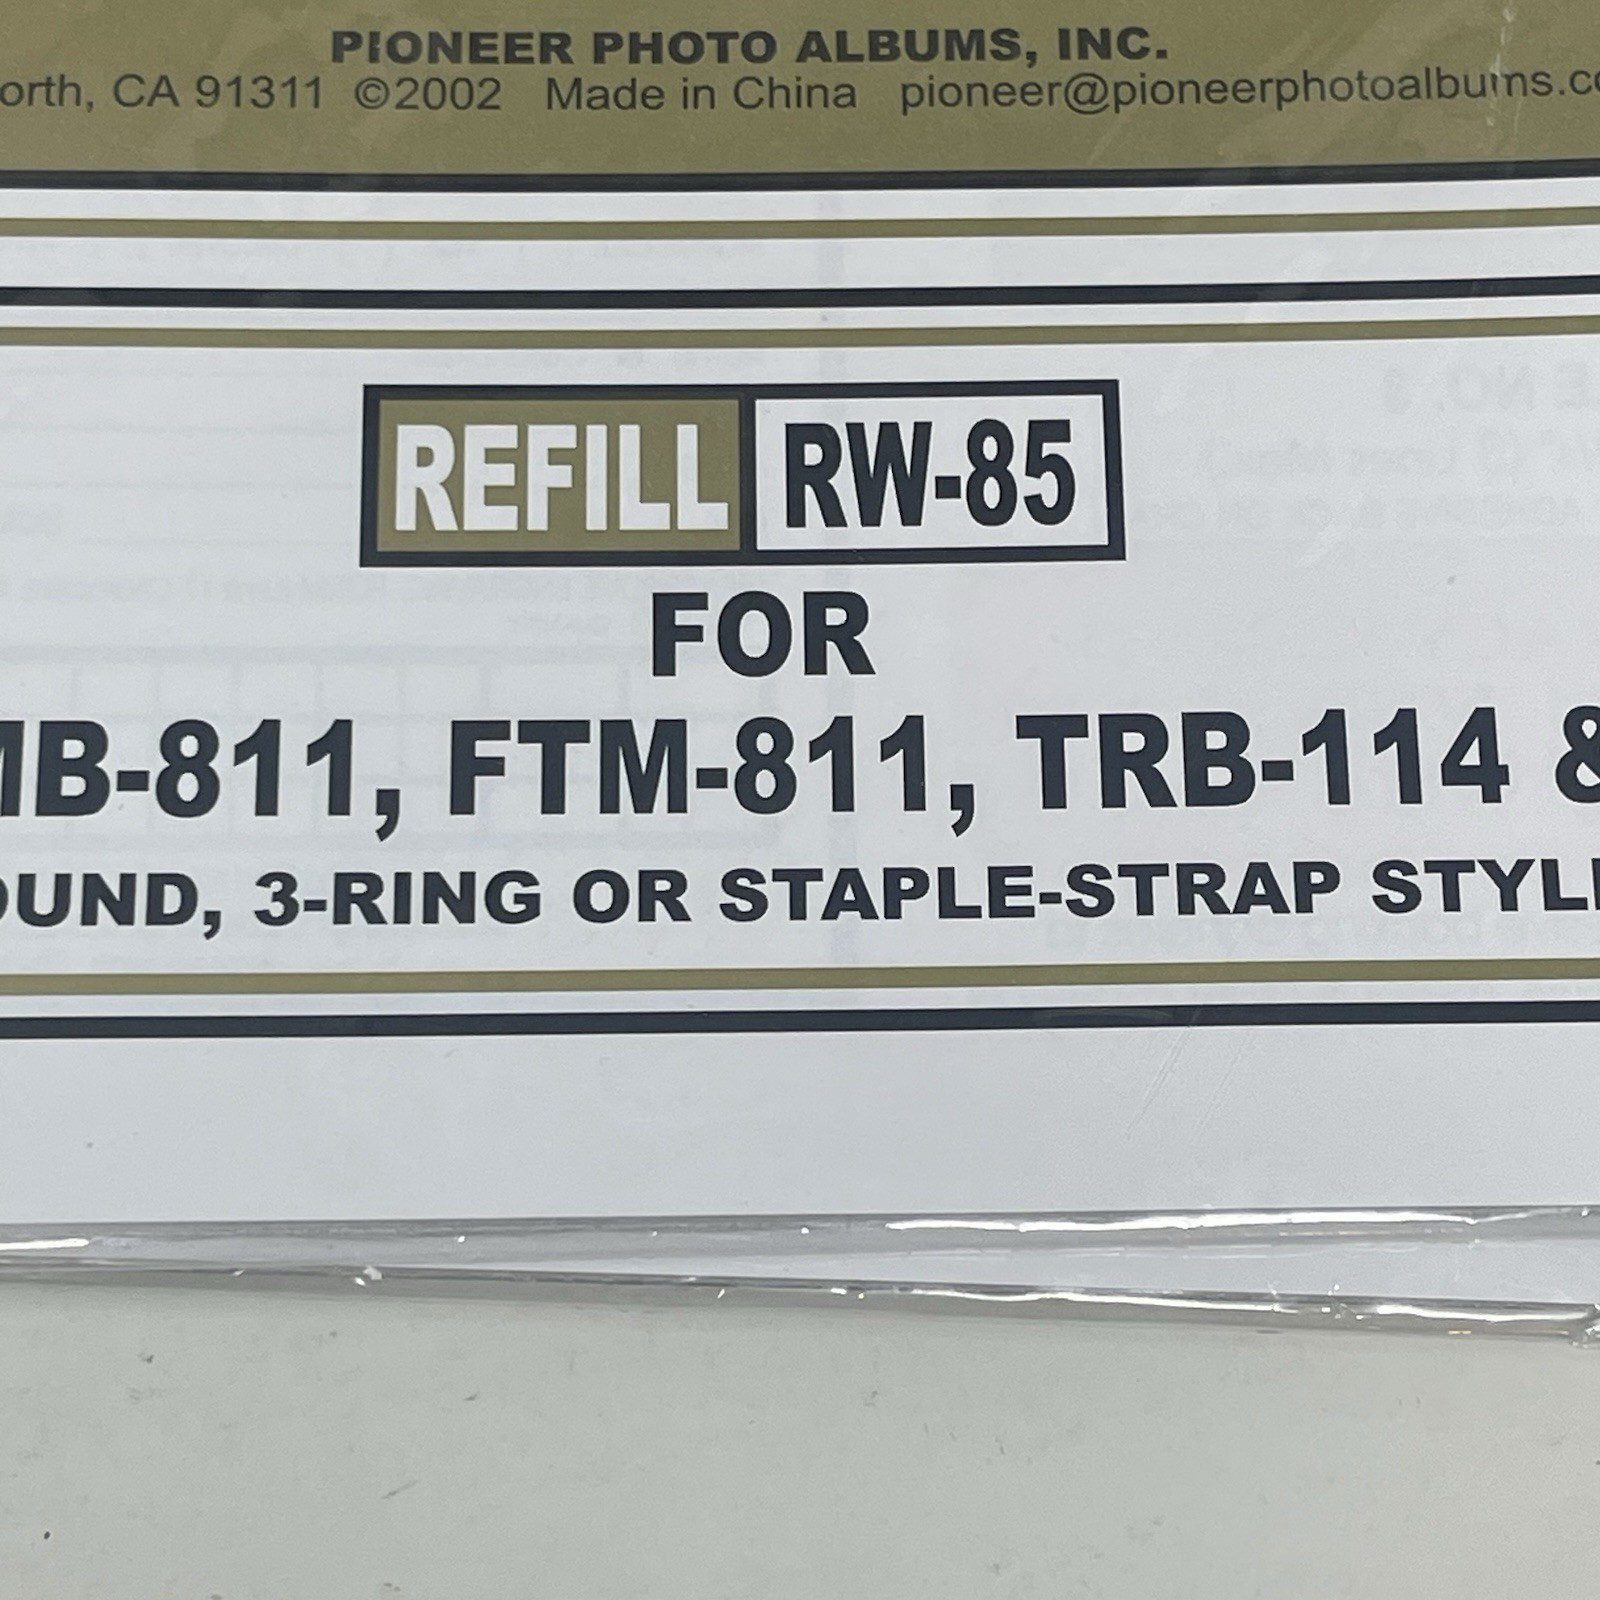 PIONEER PHOTO ALBUMS, INC.
orth, CA 91311 ©2002 Made in China pioneer@pioneerphotoalbums.co
REFILL RW-85
FOR
MB-811, FTM-811, TRB-114 &
OUND, 3-RING OR STAPLE-STRAP STYL